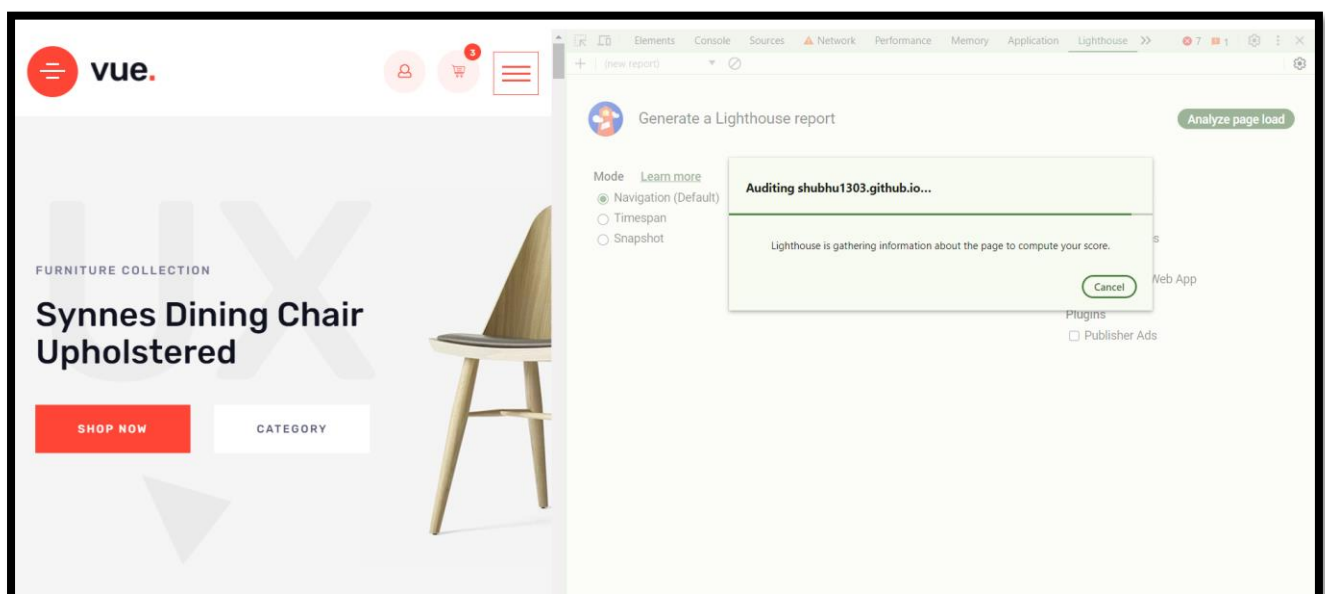 vue.
3
UX
FURNITURE COLLECTION
Synnes Dining Chair
Upholstered
SHOP NOW
CATEGORY
Elements Console Sources Network Performance Memory Application Lighthouse 7 1
(new report)
Generate a Lighthouse report
Analyze page load
Mode Learn more
Navigation (Default)
Timespan
Snapshot
Auditing shubhu1303.github.io...
Lighthouse is gathering information about the page to compute your score.
Cancel
Web App
Plugins
Publisher Ads